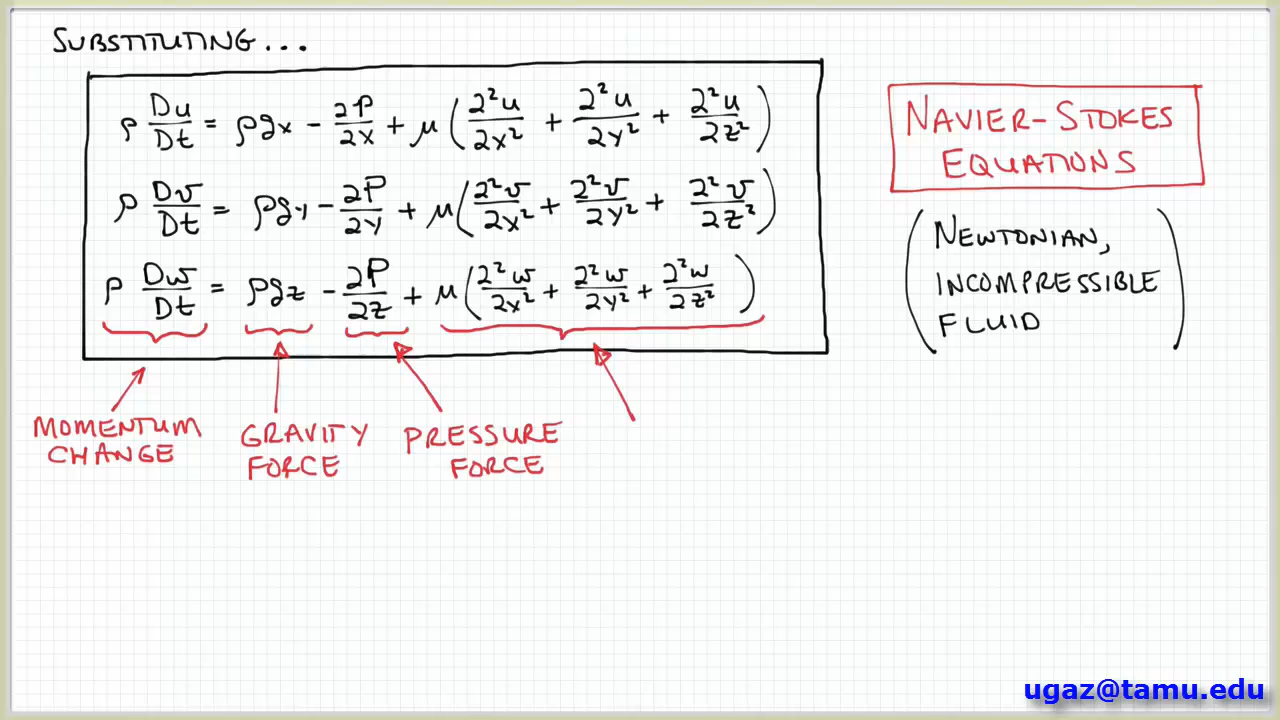 SUBSTITUTING...
ρ Du/Dt = ρgx − ∂P/∂x + μ(∂²u/∂x² + ∂²u/∂y² + ∂²u/∂z²)
ρ Dv/Dt = ρgy − ∂P/∂y + μ(∂²v/∂x² + ∂²v/∂y² + ∂²v/∂z²)
ρ Dw/Dt = ρgz − ∂P/∂z + μ(∂²w/∂x² + ∂²w/∂y² + ∂²w/∂z²)
NAVIER-STOKES
EQUATIONS
(NEWTONIAN,
INCOMPRESSIBLE
FLUID)
MOMENTUM
CHANGE
GRAVITY
FORCE
PRESSURE
FORCE
ugaz@tamu.edu